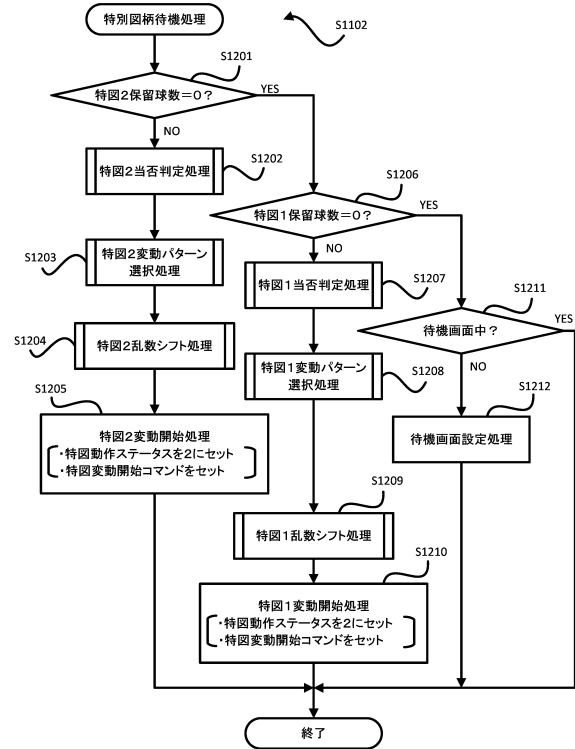 特別図柄待機処理
S1102
S1201
特図2保留球数=0?
YES
NO
特図2当否判定処理
S1202
S1206
特図1保留球数=0?
YES
NO
S1203
特図2変動パターン
選択処理
特図1当否判定処理
S1207
S1211
待機画面中?
YES
NO
S1204
特図2乱数シフト処理
特図1変動パターン
選択処理
S1208
S1205
特図2変動開始処理
・特図動作ステータスを2にセット
・特図変動開始コマンドをセット
S1212
待機画面設定処理
S1209
特図1乱数シフト処理
S1210
特図1変動開始処理
・特図動作ステータスを2にセット
・特図変動開始コマンドをセット
終了